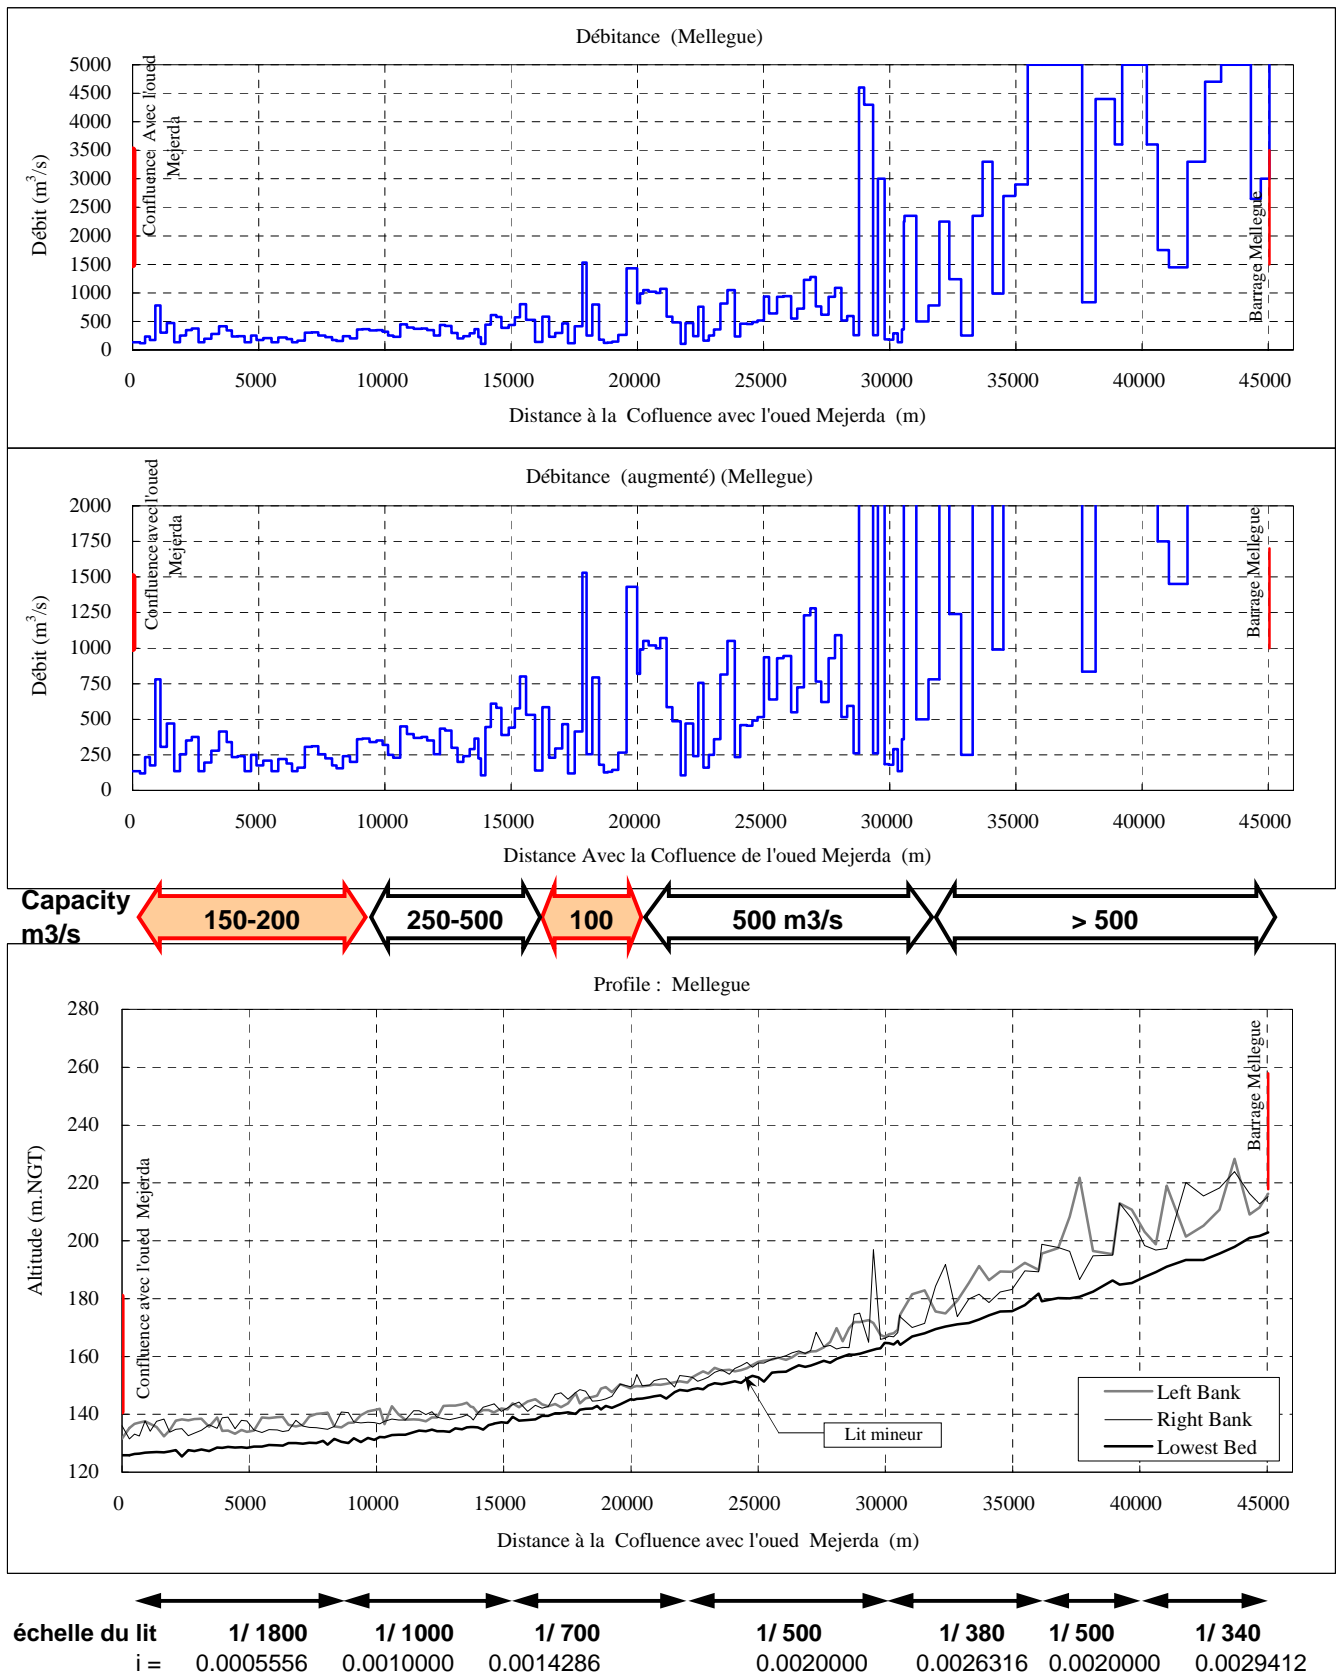 Débitance (Mellegue)
5000
4500
4000
3500
3000
2500
2000
1500
1000
500
0
Débit (m³/s)
Confluence Avec l'oued
Mejerda
Barrage Mellegue
0 5000 10000 15000 20000 25000 30000 35000 40000 45000
Distance à la Cofluence avec l'oued Mejerda (m)
Débitance (augmenté) (Mellegue)
2000
1750
1500
1250
1000
750
500
250
0
Débit (m³/s)
Confluence avec l'oued
Mejerda
Barrage Mellegue
0 5000 10000 15000 20000 25000 30000 35000 40000 45000
Distance Avec la Cofluence de l'oued Mejerda (m)
Capacity
m3/s
150-200 250-500 100 500 m3/s > 500
Profile : Mellegue
280
260
240
220
200
180
160
140
120
Altitude (m.NGT)
Confluence avec l'oued Mejerda
Barrage Mellegue
Lit mineur
Left Bank
Right Bank
Lowest Bed
0 5000 10000 15000 20000 25000 30000 35000 40000 45000
Distance à la Cofluence avec l'oued Mejerda (m)
échelle du lit 1/ 1800 1/ 1000 1/ 700 1/ 500 1/ 380 1/ 500 1/ 340
i = 0.0005556 0.0010000 0.0014286 0.0020000 0.0026316 0.0020000 0.0029412